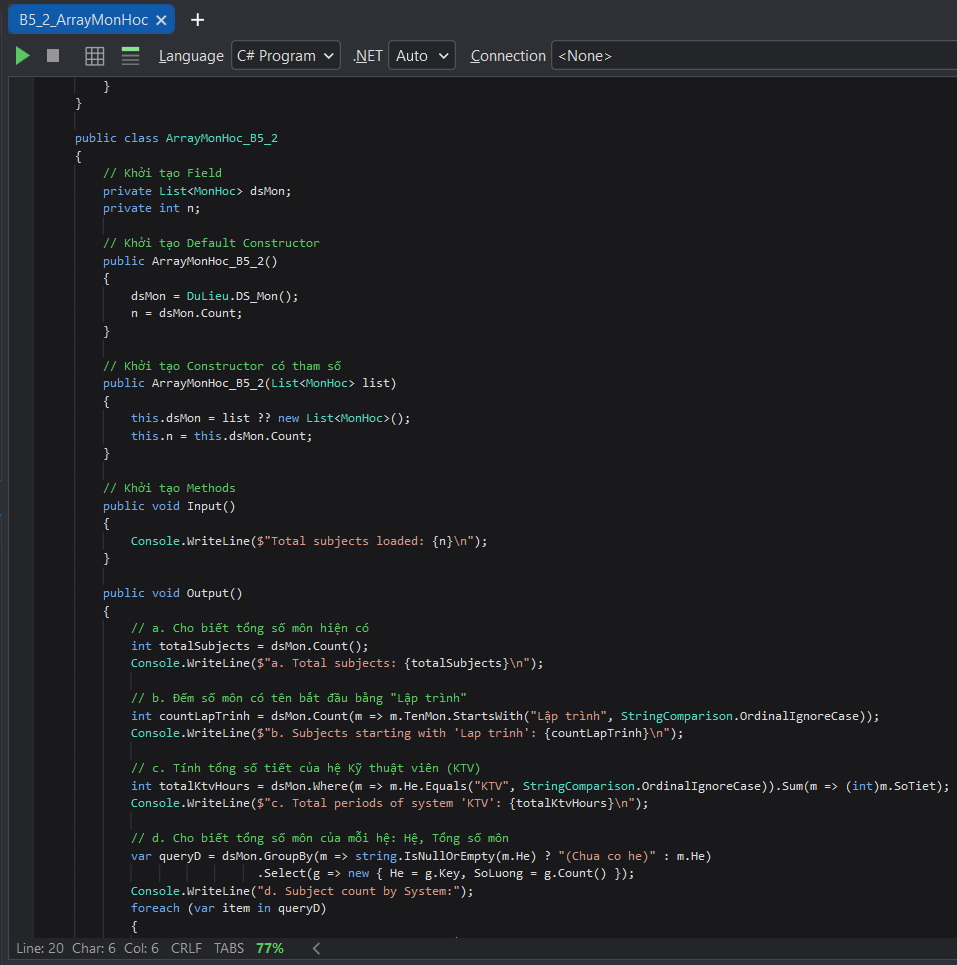 B5_2_ArrayMonHoc × +
Language C# Program .NET Auto Connection <None>
}
}
public class ArrayMonHoc_B5_2
{
// Khởi tạo Field
private List<MonHoc> dsMon;
private int n;
// Khởi tạo Default Constructor
public ArrayMonHoc_B5_2()
{
dsMon = DuLieu.DS_Mon();
n = dsMon.Count;
}
// Khởi tạo Constructor có tham số
public ArrayMonHoc_B5_2(List<MonHoc> list)
{
this.dsMon = list ?? new List<MonHoc>();
this.n = this.dsMon.Count;
}
// Khởi tạo Methods
public void Input()
{
Console.WriteLine($"Total subjects loaded: {n}\n");
}
public void Output()
{
// a. Cho biết tổng số môn hiện có
int totalSubjects = dsMon.Count();
Console.WriteLine($"a. Total subjects: {totalSubjects}\n");
// b. Đếm số môn có tên bắt đầu bằng "Lập trình"
int countLapTrinh = dsMon.Count(m => m.TenMon.StartsWith("Lập trình", StringComparison.OrdinalIgnoreCase));
Console.WriteLine($"b. Subjects starting with 'Lap trinh': {countLapTrinh}\n");
// c. Tính tổng số tiết của hệ Kỹ thuật viên (KTV)
int totalKtvHours = dsMon.Where(m => m.He.Equals("KTV", StringComparison.OrdinalIgnoreCase)).Sum(m => (int)m.SoTiet);
Console.WriteLine($"c. Total periods of system 'KTV': {totalKtvHours}\n");
// d. Cho biết tổng số môn của mỗi hệ: Hệ, Tổng số môn
var queryD = dsMon.GroupBy(m => string.IsNullOrEmpty(m.He) ? "(Chua co he)" : m.He)
.Select(g => new { He = g.Key, SoLuong = g.Count() });
Console.WriteLine("d. Subject count by System:");
foreach (var item in queryD)
{
Line: 20 Char: 6 Col: 6 CRLF TABS 77%